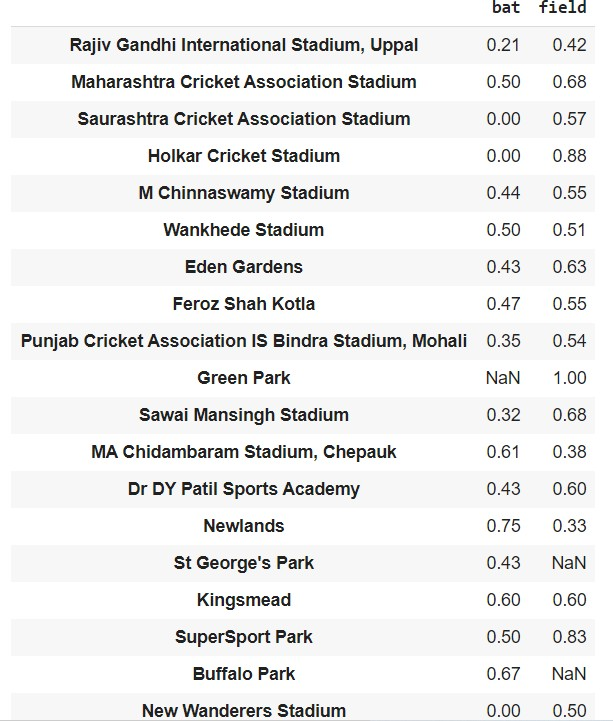 bat field
Rajiv Gandhi International Stadium, Uppal 0.21 0.42
Maharashtra Cricket Association Stadium 0.50 0.68
Saurashtra Cricket Association Stadium 0.00 0.57
Holkar Cricket Stadium 0.00 0.88
M Chinnaswamy Stadium 0.44 0.55
Wankhede Stadium 0.50 0.51
Eden Gardens 0.43 0.63
Feroz Shah Kotla 0.47 0.55
Punjab Cricket Association IS Bindra Stadium, Mohali 0.35 0.54
Green Park NaN 1.00
Sawai Mansingh Stadium 0.32 0.68
MA Chidambaram Stadium, Chepauk 0.61 0.38
Dr DY Patil Sports Academy 0.43 0.60
Newlands 0.75 0.33
St George's Park 0.43 NaN
Kingsmead 0.60 0.60
SuperSport Park 0.50 0.83
Buffalo Park 0.67 NaN
New Wanderers Stadium 0.00 0.50